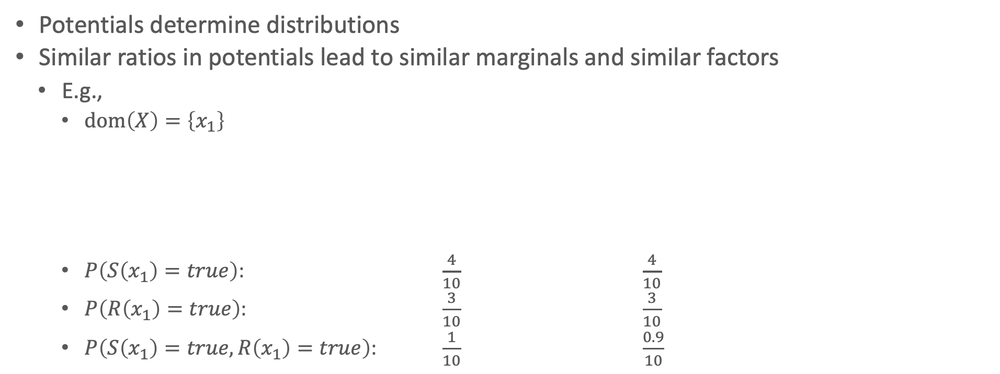 • Potentials determine distributions
• Similar ratios in potentials lead to similar marginals and similar factors
• E.g.,
• dom(X) = {x₁}
• P(S(x₁) = true): 4/10 4/10
• P(R(x₁) = true): 3/10 3/10
• P(S(x₁) = true, R(x₁) = true): 1/10 0.9/10